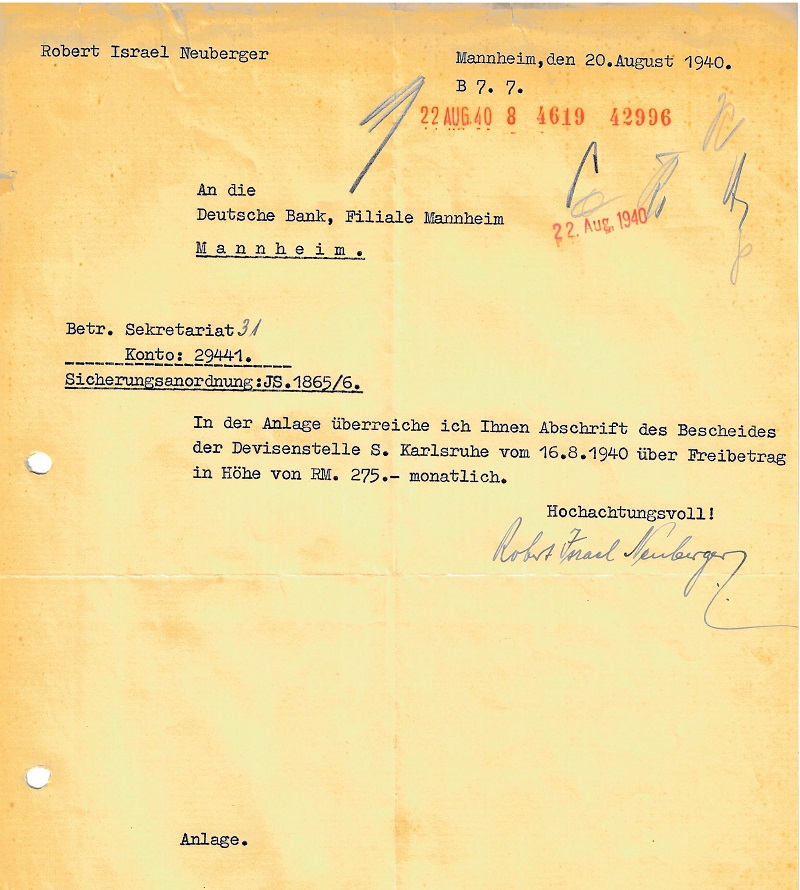 Robert Israel Neuberger
Mannheim, den 20.August 1940.
B 7. 7.
22 AUG.40 8 4619 42996
22. Aug. 1940
An die
Deutsche Bank, Filiale Mannheim
Mannheim.
Betr. Sekretariat 31
Konto: 29441.
Sicherungsanordnung:JS.1865/6.
In der Anlage überreiche ich Ihnen Abschrift des Bescheides
der Devisenstelle S. Karlsruhe vom 16.8.1940 über Freibetrag
in Höhe von RM. 275.- monatlich.
Hochachtungsvoll!
Robert Israel Neuberger
Anlage.